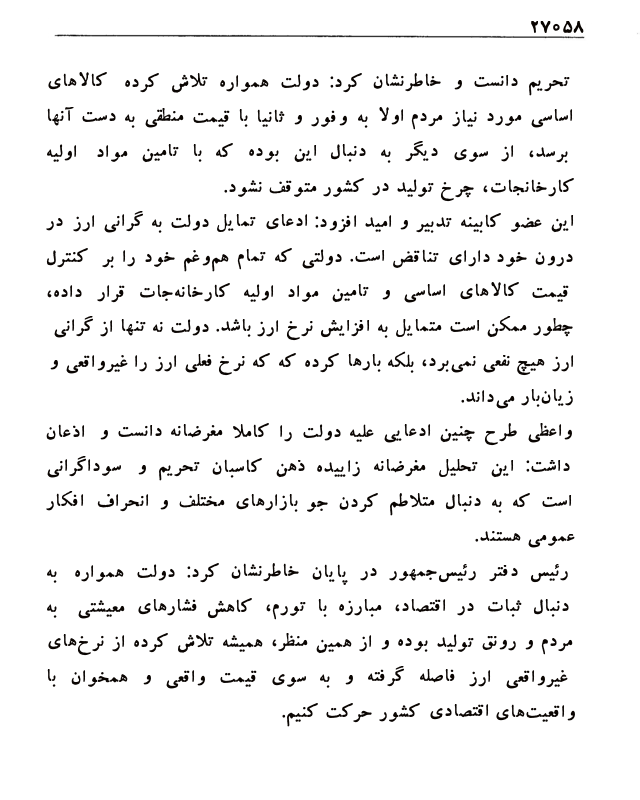 ۲۷۰۵۸
تحریم دانست و خاطرنشان کرد: دولت همواره تلاش کرده کالاهای
اساسی مورد نیاز مردم اولا به وفور و ثانیا با قیمت منطقی به دست آنها
برسد، از سوی دیگر به دنبال این بوده که با تامین مواد اولیه
کارخانجات، چرخ تولید در کشور متوقف نشود.
این عضو کابینه تدبیر و امید افزود: ادعای تمایل دولت به گرانی ارز در
درون خود دارای تناقض است. دولتی که تمام هم‌وغم خود را بر کنترل
قیمت کالاهای اساسی و تامین مواد اولیه کارخانه‌جات قرار داده،
چطور ممکن است متمایل به افزایش نرخ ارز باشد. دولت نه تنها از گرانی
ارز هیچ نفعی نمی‌برد، بلکه بارها کرده که که نرخ فعلی ارز را غیرواقعی و
زیان‌بار می‌داند.
واعظی طرح چنین ادعایی علیه دولت را کاملا مغرضانه دانست و اذعان
داشت: این تحلیل مغرضانه زاییده ذهن کاسبان تحریم و سوداگرانی
است که به دنبال متلاطم کردن جو بازارهای مختلف و انحراف افکار
عمومی هستند.
رئیس دفتر رئیس‌جمهور در پایان خاطرنشان کرد: دولت همواره به
دنبال ثبات در اقتصاد، مبارزه با تورم، کاهش فشارهای معیشتی به
مردم و رونق تولید بوده و از همین منظر، همیشه تلاش کرده از نرخ‌های
غیرواقعی ارز فاصله گرفته و به سوی قیمت واقعی و همخوان با
واقعیت‌های اقتصادی کشور حرکت کنیم.